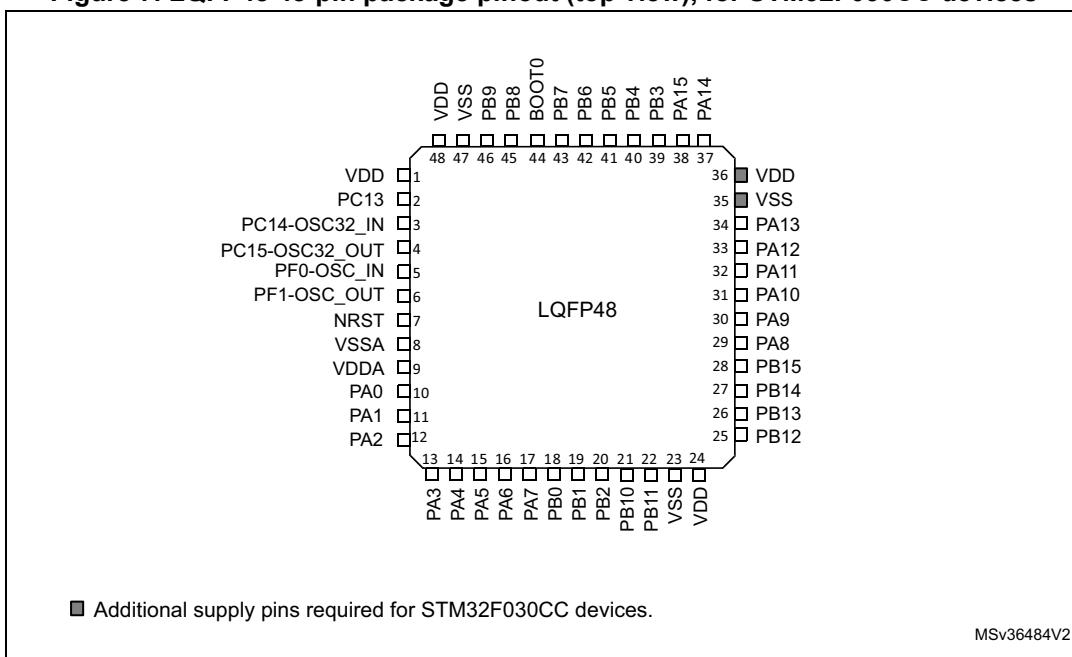 VDD
VSS
PB9
PB8
BOOT0
PB7
PB6
PB5
PB4
PB3
PA15
PA14
48 47 46 45 44 43 42 41 40 39 38 37
VDD 1
PC13 2
PC14-OSC32_IN 3
PC15-OSC32_OUT 4
PF0-OSC_IN 5
PF1-OSC_OUT 6
NRST 7
VSSA 8
VDDA 9
PA0 10
PA1 11
PA2 12
LQFP48
36 VDD
35 VSS
34 PA13
33 PA12
32 PA11
31 PA10
30 PA9
29 PA8
28 PB15
27 PB14
26 PB13
25 PB12
13 14 15 16 17 18 19 20 21 22 23 24
PA3
PA4
PA5
PA6
PA7
PB0
PB1
PB2
PB10
PB11
VSS
VDD
Additional supply pins required for STM32F030CC devices.
MSv36484V2